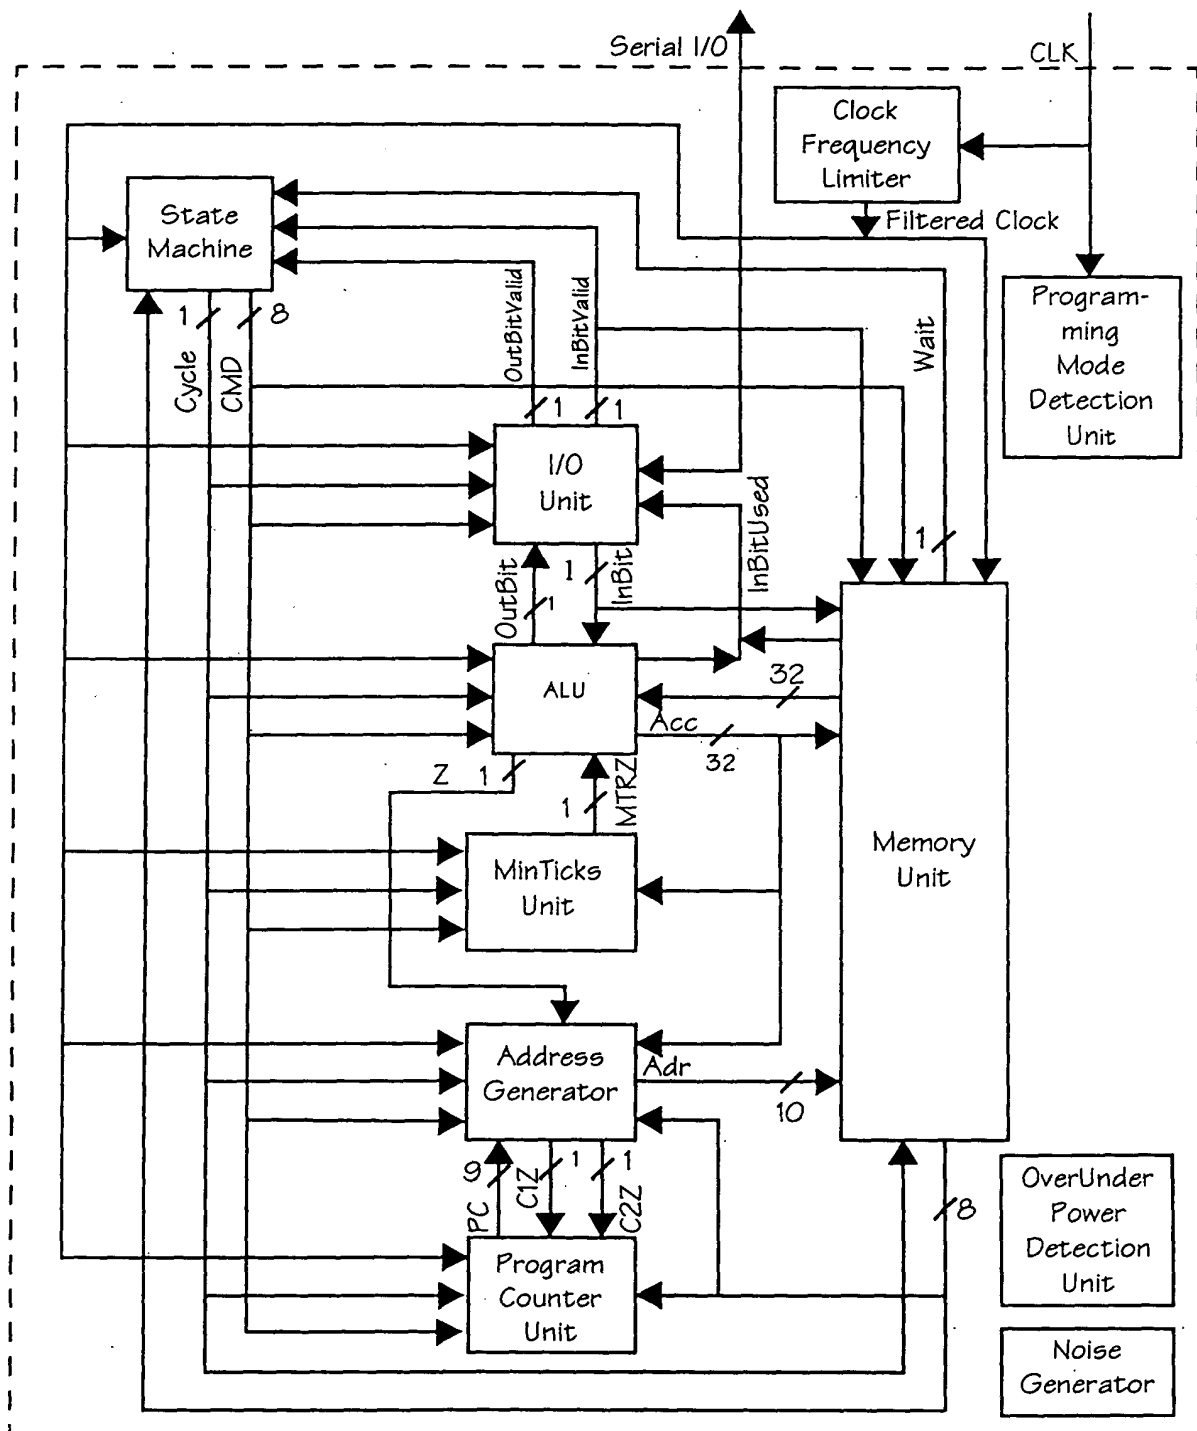 Serial I/O
CLK
Clock
Frequency
Limiter
Filtered Clock
State
Machine
1
8
Cycle
CMD
OutBitValid
InBitValid
Wait
Program-
ming
Mode
Detection
Unit
1
1
I/O
Unit
1
InBitUsed
OutBit
1
1
InBit
32
ALU
Acc
32
Z
1
1
MTRZ
MinTicks
Unit
Memory
Unit
Address
Generator
Adr
10
9
PC
C1Z
1
1
C2Z
8
Program
Counter
Unit
OverUnder
Power
Detection
Unit
Noise
Generator